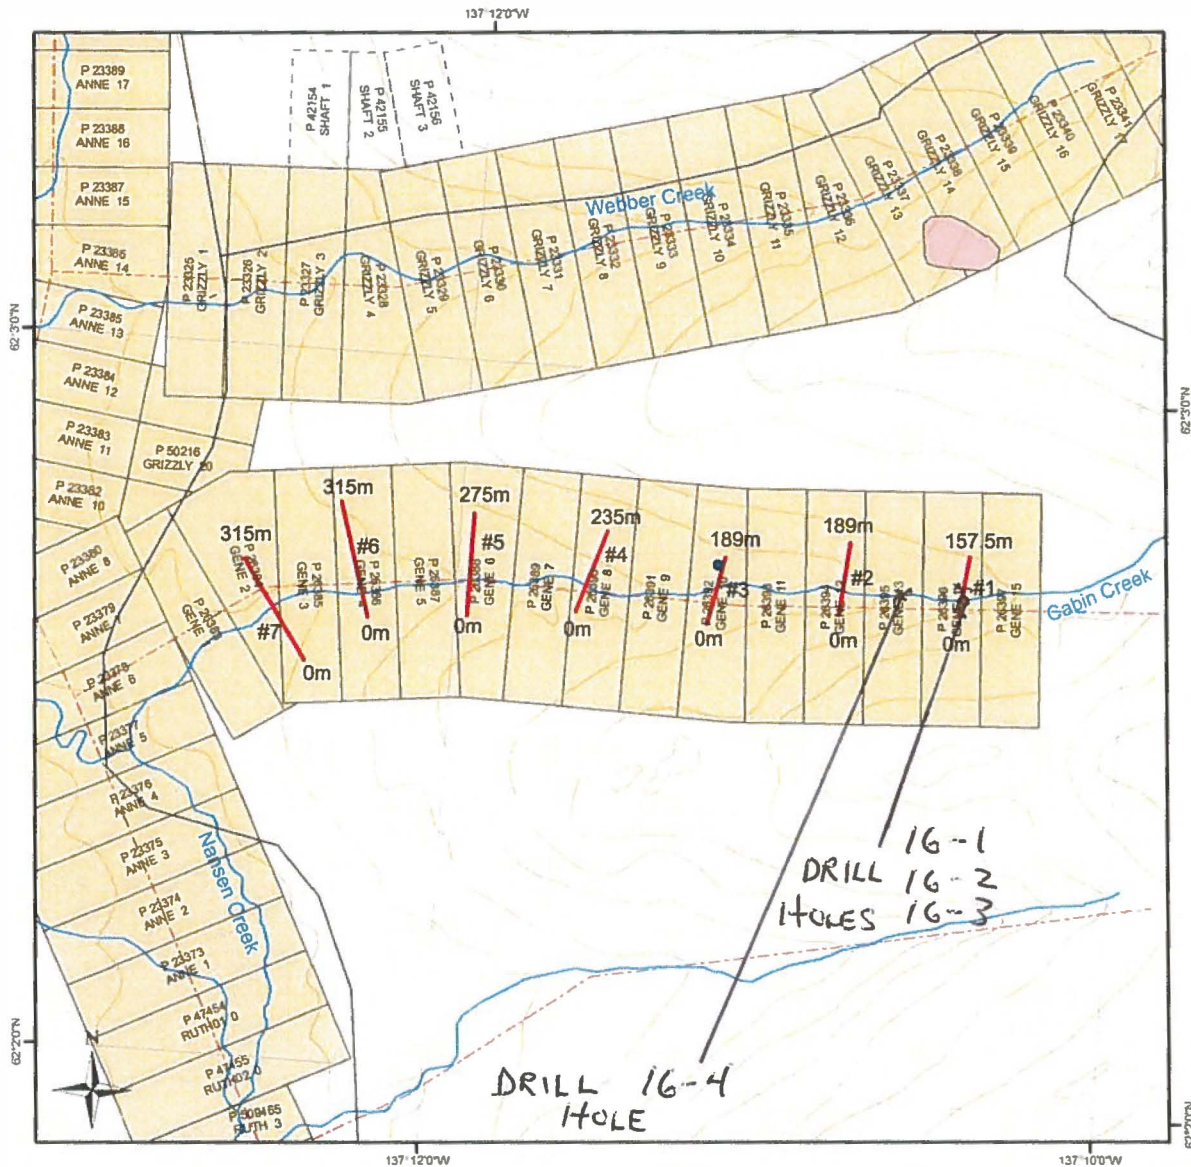 137°12'0"W
P 23389
ANNE 17
P 23388
ANNE 16
P 23387
ANNE 15
P 23386
ANNE 14
P 23385
ANNE 13
P 23384
ANNE 12
P 23383
ANNE 11
P 23382
ANNE 10
P 50216
GRIZZLY 20
P 23380
ANNE 8
P 23379
P 23378
ANNE 6
P 23377
ANNE 5
P 23376
ANNE 4
P 23375
ANNE 3
P 23374
ANNE 2
P 23373
ANNE 1
P 47454
RUTH01 0
P 47455
RUTH02 0
RUTH 3
P 42154
SHAFT 1
P 42155
SHAFT 2
P 42156
SHAFT 3
Webber Creek
P 23325
GRIZZLY 1
P 23326
GRIZZLY 2
P 23327
GRIZZLY 3
P 23328
GRIZZLY 4
P 23329
GRIZZLY 5
P 23330
GRIZZLY 6
P 23331
GRIZZLY 7
P 23332
GRIZZLY 8
P 23333
GRIZZLY 9
P 23334
GRIZZLY 10
P 23335
GRIZZLY 11
P 23336
GRIZZLY 12
P 23337
GRIZZLY 13
P 23338
GRIZZLY 14
P 23339
GRIZZLY 15
P 23340
GRIZZLY 16
GRIZZLY 17
62°3'0"N
62°3'0"N
315m
315m
275m
235m
189m
189m
157.5m
#7
#6
#5
#4
#3
#2
#1
GENE 2
GENE 3
GENE 5
GENE 6
GENE 7
GENE 8
P 26391
GENE 9
GENE 11
GENE 15
0m
0m
0m
0m
0m
0m
0m
Gabin Creek
Nansen Creek
DRILL
HOLES
16-1
16-2
16-3
DRILL 16-4
HOLE
N
62°2'0"N
62°2'0"N
137°12'0"W
137°10'0"W